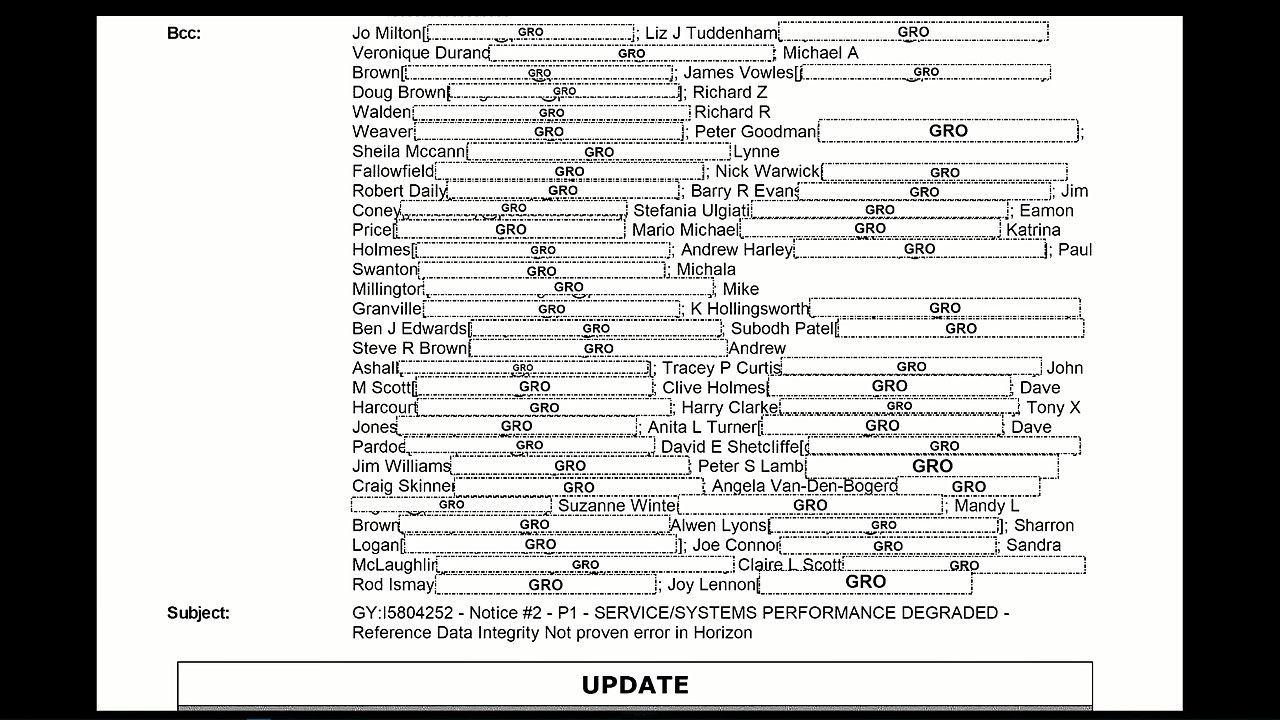 Bcc: Jo Milton[ GRO ; Liz J Tuddenham GRO
Veronique Durand GRO ; Michael A
Brown[ GRO ; James Vowles[ GRO
Doug Brown[ GRO ]; Richard Z
Walden GRO Richard R
Weaver GRO ; Peter Goodman GRO ;
Sheila Mccann GRO Lynne
Fallowfield GRO ; Nick Warwick GRO
Robert Daily GRO ; Barry R Evans GRO ; Jim
Coney GRO Stefania Ulgiati GRO ; Eamon
Price[ GRO Mario Michael GRO Katrina
Holmes[ GRO ; Andrew Harley GRO ]; Paul
Swanton GRO ; Michala
Millington GRO ; Mike
Granville GRO ; K Hollingsworth GRO
Ben J Edwards[ GRO ; Subodh Patel[ GRO
Steve R Brown[ GRO Andrew
Ashall GRO ; Tracey P Curtis GRO John
M Scott[ GRO ; Clive Holmes[ GRO Dave
Harcourt GRO ; Harry Clarke GRO Tony X
Jones GRO ; Anita L Turner[ GRO ; Dave
Pardoe GRO David E Shetcliffe[ GRO
Jim Williams GRO ; Peter S Lamb GRO
Craig Skinner GRO ; Angela Van-Den-Bogerd GRO
GRO Suzanne Winter GRO ; Mandy L
Brown GRO Alwen Lyons[ GRO ]; Sharron
Logan[ GRO ]; Joe Connor GRO ; Sandra
McLaughlin GRO Claire L Scott GRO
Rod Ismay GRO ; Joy Lennon[ GRO
Subject: GY:I5804252 - Notice #2 - P1 - SERVICE/SYSTEMS PERFORMANCE DEGRADED -
Reference Data Integrity Not proven error in Horizon
UPDATE